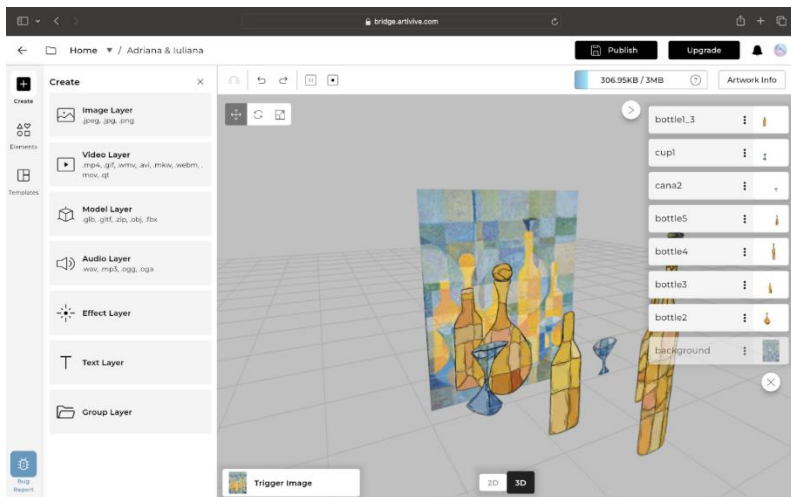 bridge.artivive.com
Home ▼ / Adriana & Iuliana
Publish
Upgrade
Create
Elements
Templates
Bug
Report
Create
Image Layer
.jpeg, .jpg, .png
Video Layer
.mp4, .gif, .wmv, .avi, .mkw, .webm, .
mov, .qt
Model Layer
glb, .gltf, .zip, .obj, .fbx
Audio Layer
.wav, .mp3, .ogg, .oga
Effect Layer
Text Layer
Group Layer
306.95KB / 3MB
Artwork Info
bottle1_3
cup1
cana2
bottle5
bottle4
bottle3
bottle2
background
Trigger Image
2D
3D